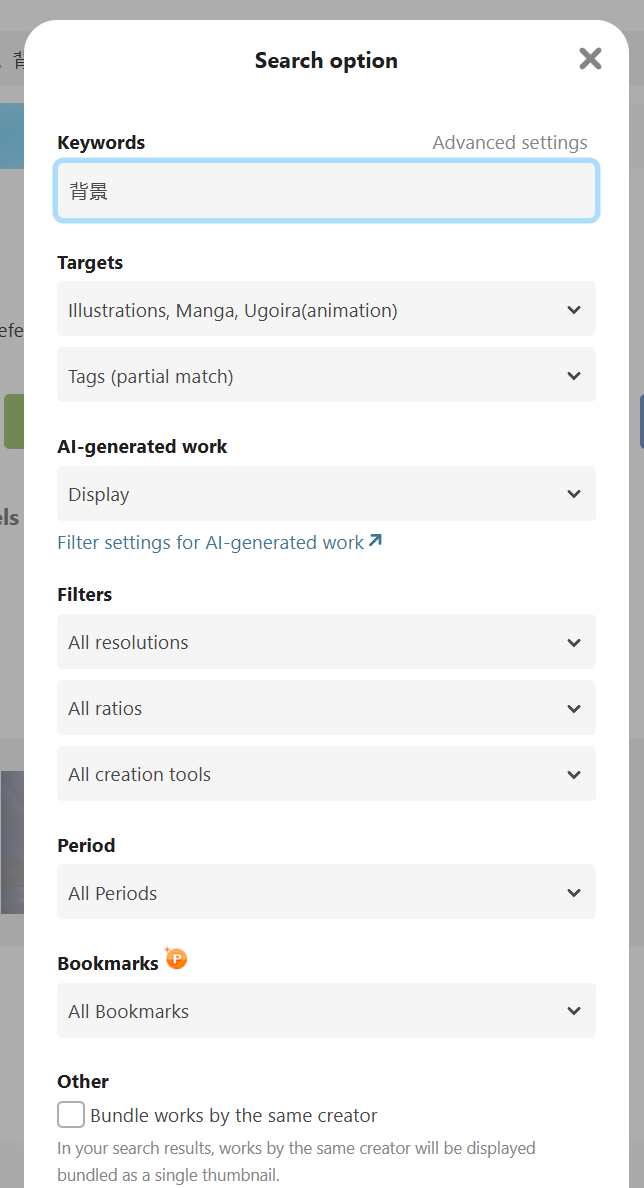 Search option
Keywords
Advanced settings
背景
Targets
Illustrations, Manga, Ugoira(animation)
Tags (partial match)
AI-generated work
Display
Filter settings for AI-generated work
Filters
All resolutions
All ratios
All creation tools
Period
All Periods
Bookmarks P
All Bookmarks
Other
Bundle works by the same creator
In your search results, works by the same creator will be displayed
bundled as a single thumbnail.